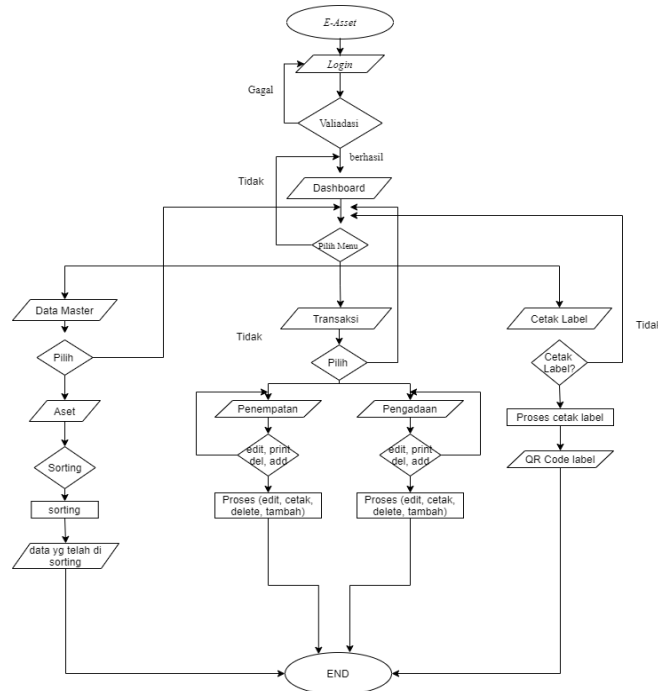 E-Asset
Login
Gagal
Valiadasi
berhasil
Tidak
Dashboard
Pilih Menu
Data Master
Transaksi
Cetak Label
Tidak
Tidal
Pilih
Pilih
Cetak
Label?
Aset
Penempatan
Pengadaan
Proses cetak label
edit, print
del, add
edit, print
del, add
QR Code label
Sorting
Proses (edit, cetak,
delete, tambah)
Proses (edit, cetak,
delete, tambah)
sorting
data yg telah di
sorting
END